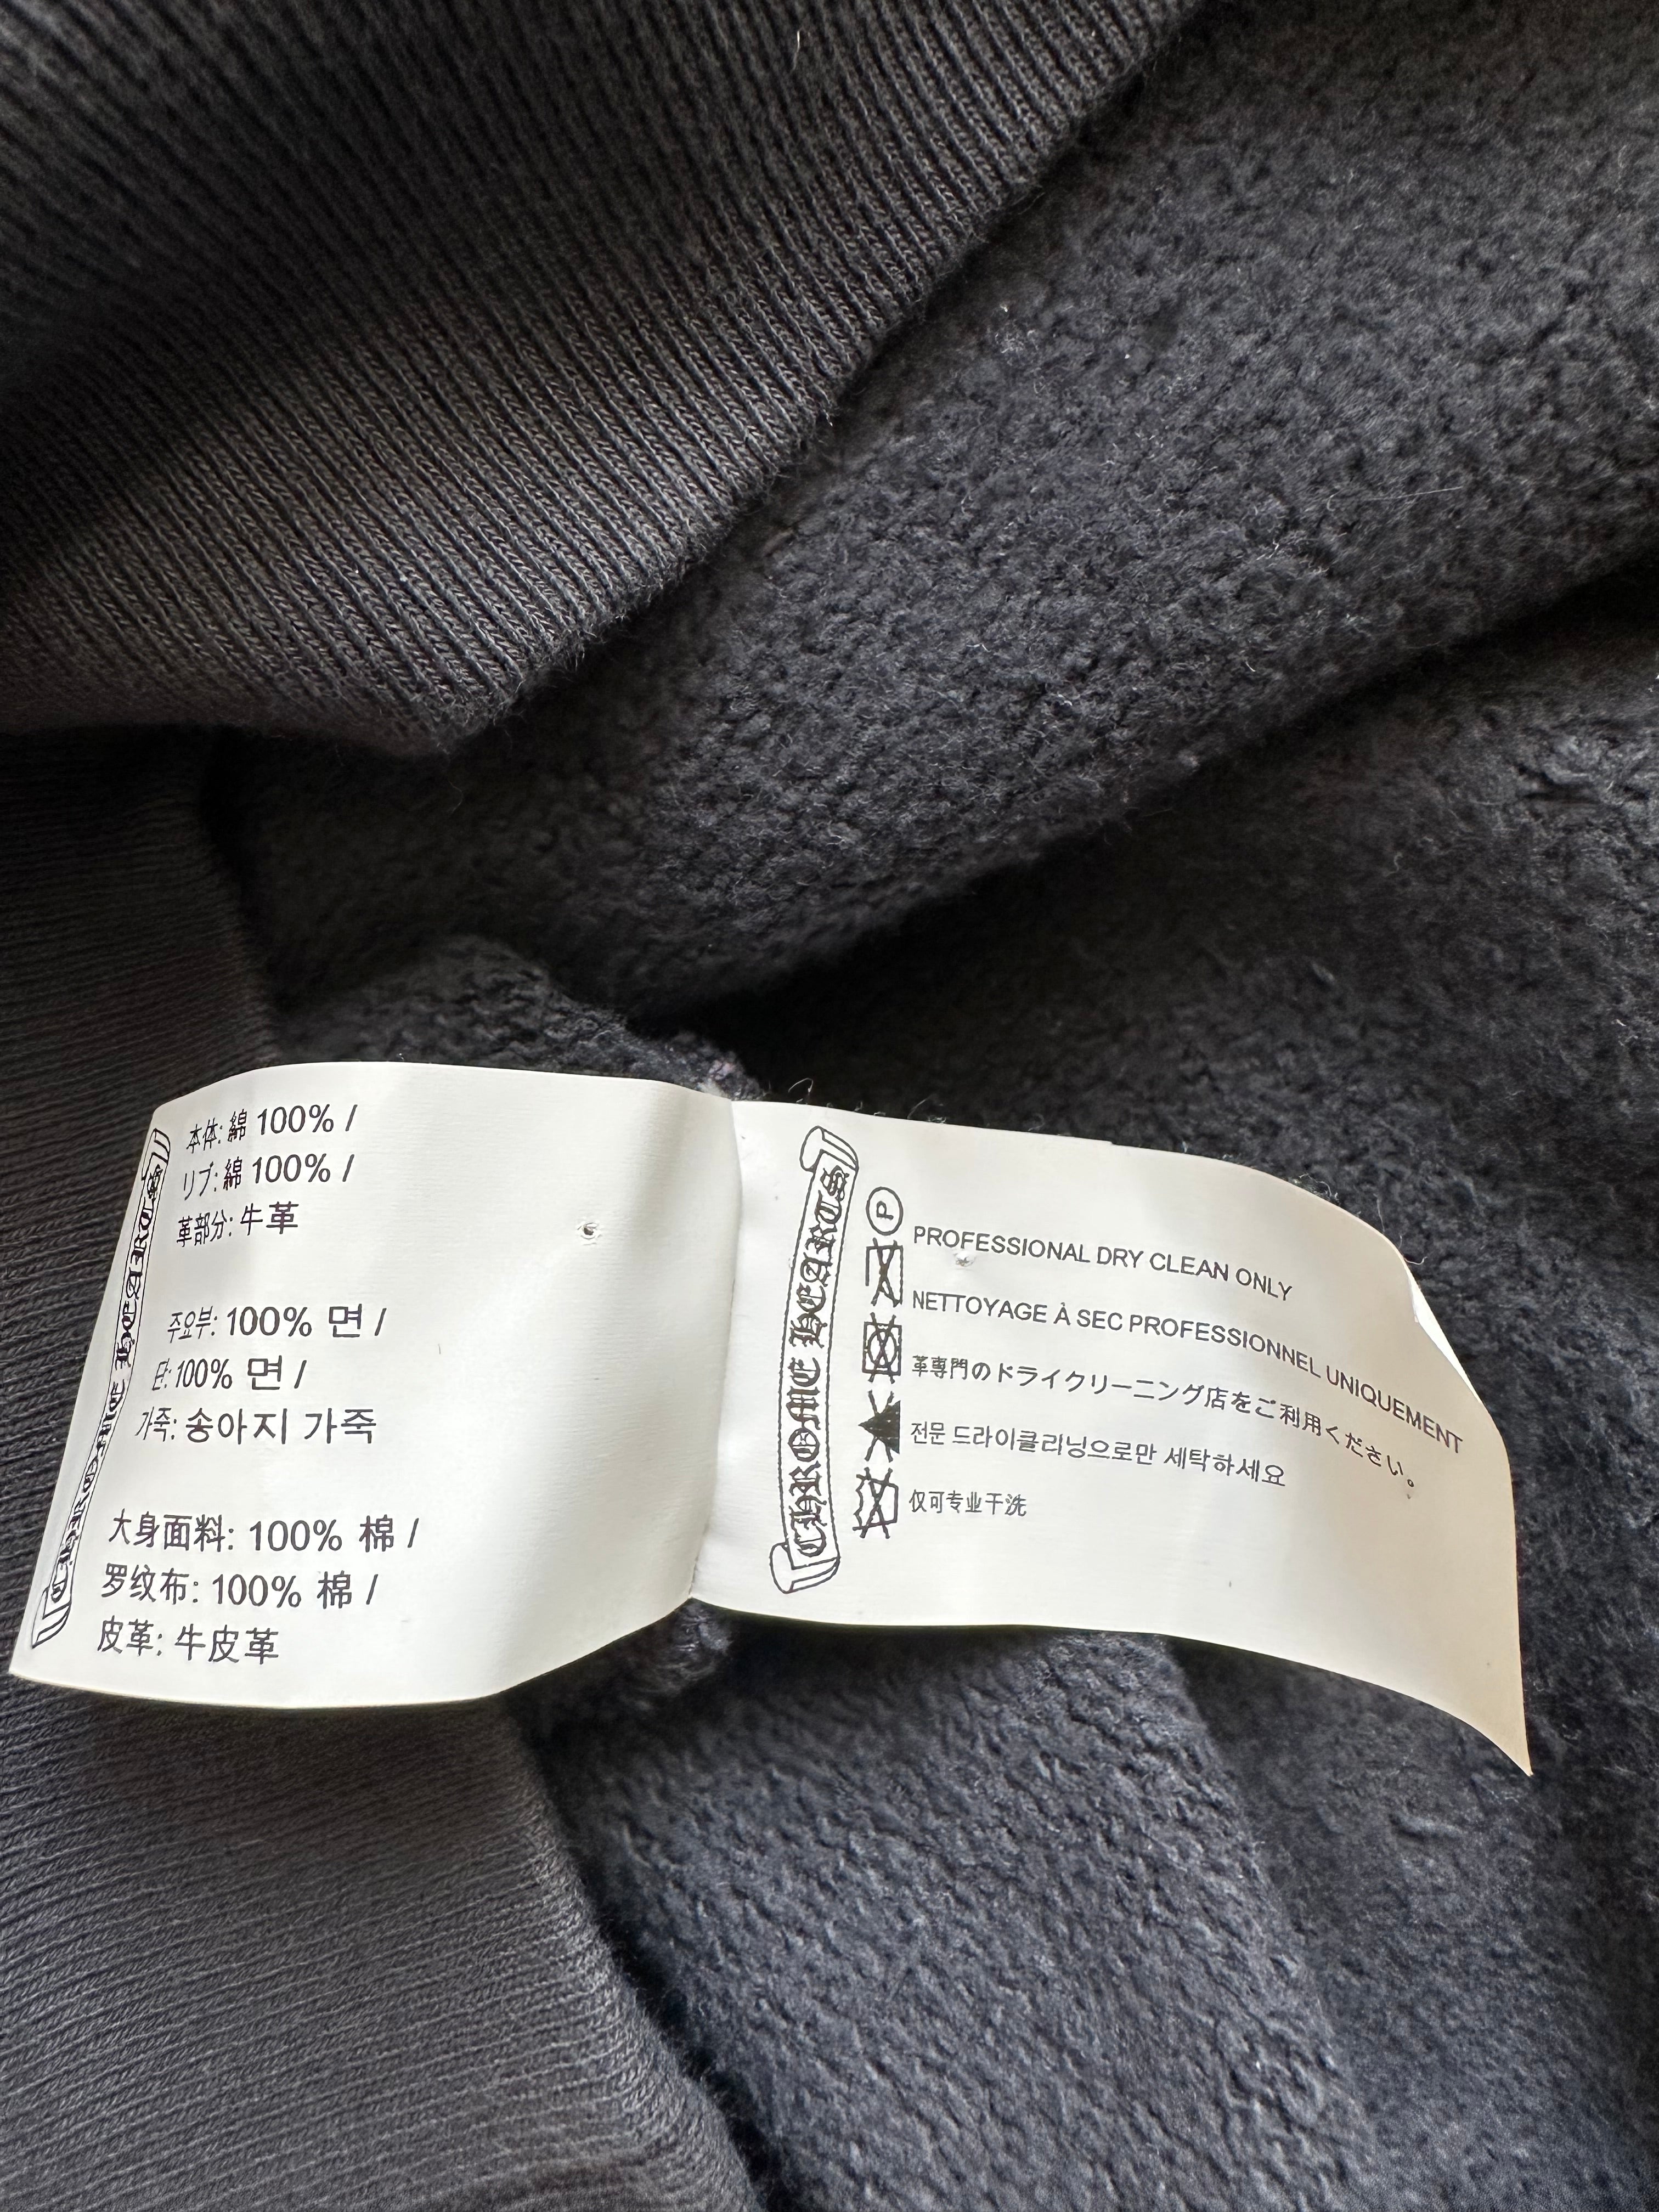 本体: 綿 100% /
リブ: 綿 100% /
革部分: 牛革
주요부: 100% 면 /
단: 100% 면 /
가죽: 송아지 가죽
大身面料: 100% 棉 /
罗纹布: 100% 棉 /
皮革: 牛皮革
CHROME HEARTS
P
PROFESSIONAL DRY CLEAN ONLY
NETTOYAGE À SEC PROFESSIONNEL UNIQUEMENT
革専門のドライクリーニング店をご利用ください。
전문 드라이클리닝으로만 세탁하세요
仅可专业干洗